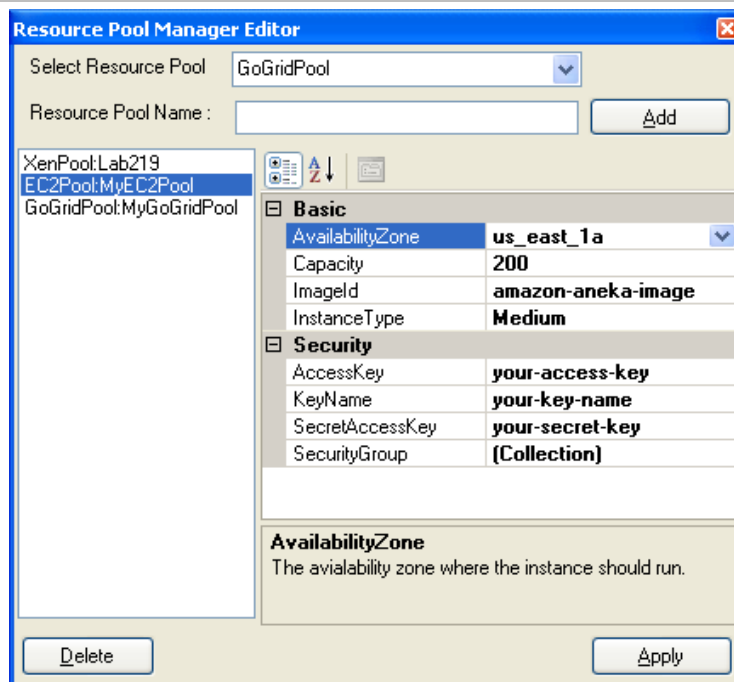 Resource Pool Manager Editor
Select Resource Pool GoGridPool
Resource Pool Name : Add
XenPool:Lab219
EC2Pool:MyEC2Pool
GoGridPool:MyGoGridPool
Basic
AvailabilityZone us_east_1a
Capacity 200
ImageId amazon-aneka-image
InstanceType Medium
Security
AccessKey your-access-key
KeyName your-key-name
SecretAccessKey your-secret-key
SecurityGroup (Collection)
AvailabilityZone
The avialability zone where the instance should run.
Delete Apply